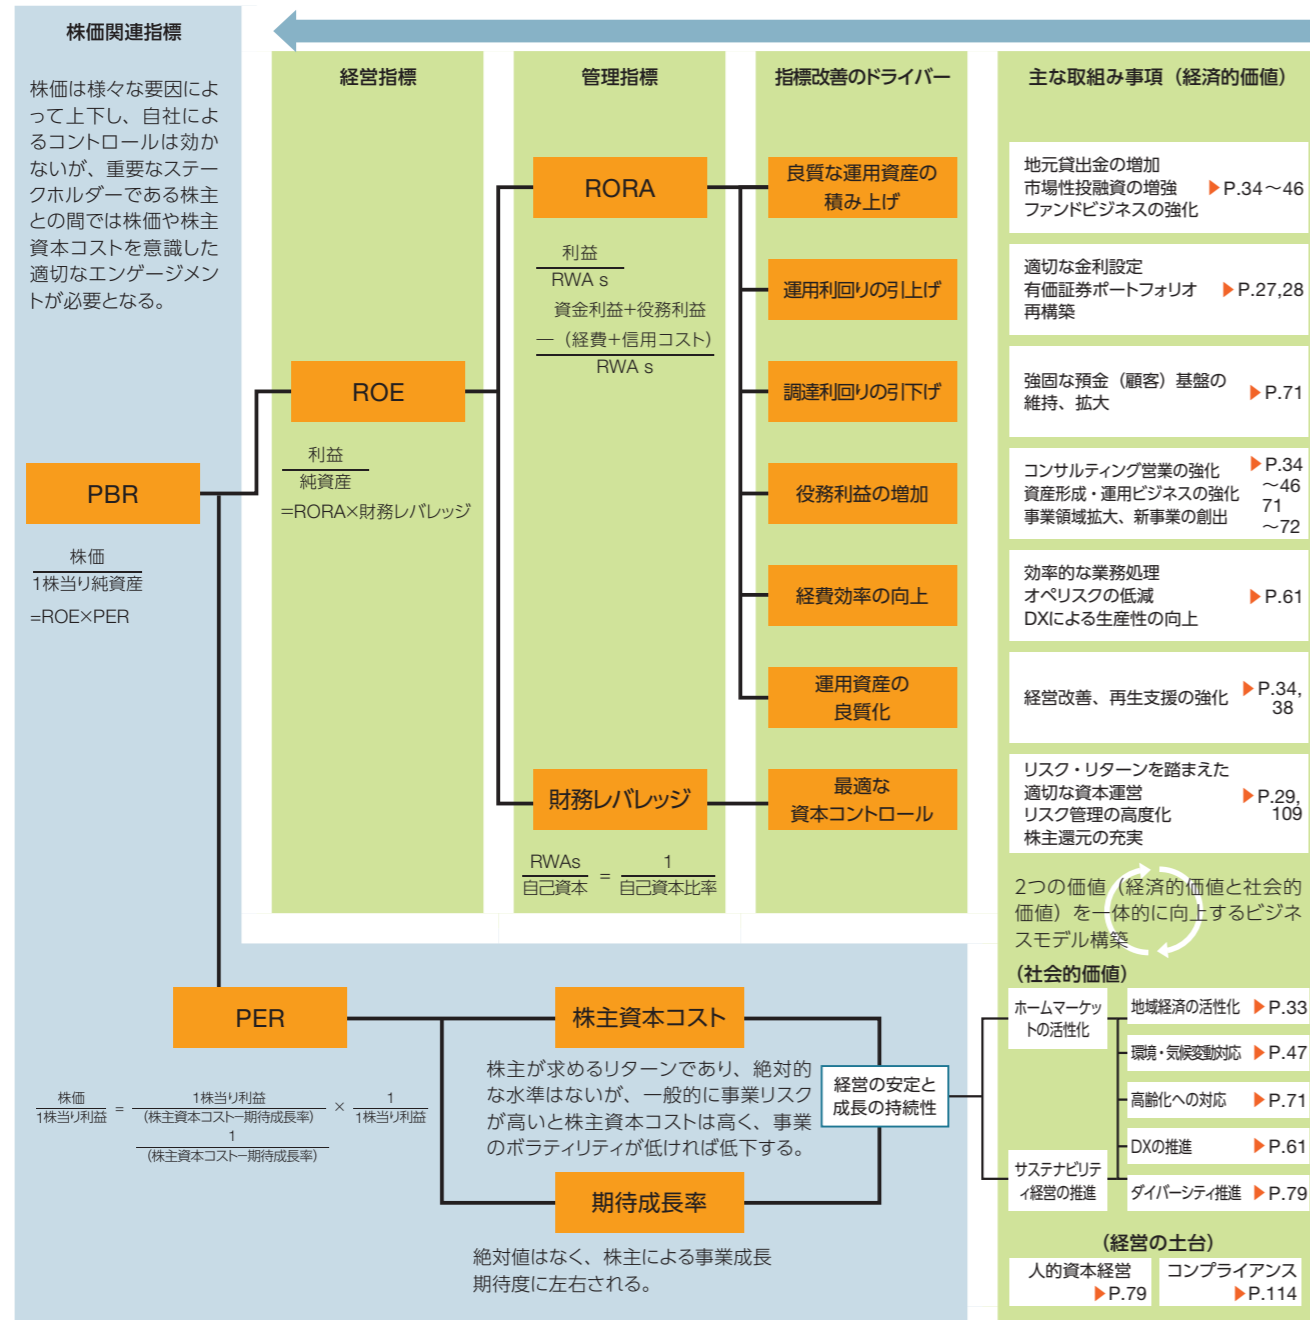 株価関連指標
株価は様々な要因によ
って上下し、自社によ
るコントロールは効か
ないが、重要なステー
クホルダーである株主
との間では株価や株主
資本コストを意識した
適切なエンゲージメン
トが必要となる。
PBR
株価
1株当り純資産
=ROE×PER
経営指標
ROE
利益
純資産
=RORA×財務レバレッジ
管理指標
RORA
利益
RWA s
資金利益+役務利益
―（経費+信用コスト）
RWA s
財務レバレッジ
RWAs
自己資本
=
1
自己資本比率
指標改善のドライバー
良質な運用資産の
積み上げ
運用利回りの引上げ
調達利回りの引下げ
役務利益の増加
経費効率の向上
運用資産の
良質化
最適な
資本コントロール
主な取組み事項（経済的価値）
地元貸出金の増加
市場性投融資の増強 ▶P.34～46
ファンドビジネスの強化
適切な金利設定
有価証券ポートフォリオ ▶P.27,28
再構築
強固な預金（顧客）基盤の
維持、拡大 ▶P.71
コンサルティング営業の強化 ▶P.34
資産形成・運用ビジネスの強化 ～46
事業領域拡大、新事業の創出 71
～72
効率的な業務処理
オペリスクの低減 ▶P.61
DXによる生産性の向上
経営改善、再生支援の強化 ▶P.34,
38
リスク・リターンを踏まえた
適切な資本運営 ▶P.29,
リスク管理の高度化 109
株主還元の充実
2つの価値（経済的価値と社会的
価値）を一体的に向上するビジネ
スモデル構築
（社会的価値）
ホームマーケッ
トの活性化
地域経済の活性化 ▶P.33
環境・気候変動対応 ▶P.47
高齢化への対応 ▶P.71
DXの推進 ▶P.61
サステナビリテ
ィ経営の推進
ダイバーシティ推進 ▶P.79
（経営の土台）
人的資本経営
▶P.79
コンプライアンス
▶P.114
PER
株価
1株当り利益
=
1株当り利益
(株主資本コスト−期待成長率)
×
1
1株当り利益
1
(株主資本コスト−期待成長率)
株主資本コスト
株主が求めるリターンであり、絶対的
な水準はないが、一般的に事業リスク
が高いと株主資本コストは高く、事業
のボラティリティが低ければ低下する。
期待成長率
絶対値はなく、株主による事業成長
期待度に左右される。
経営の安定と
成長の持続性